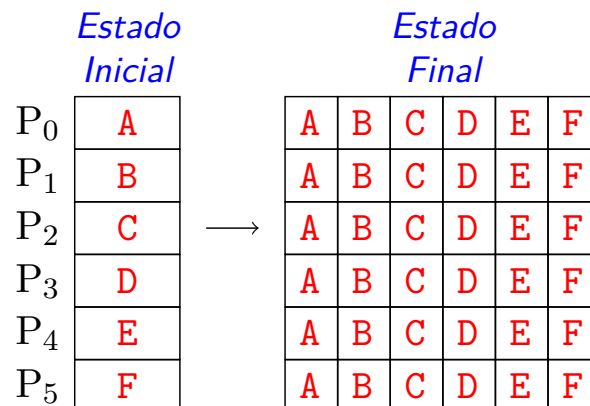 Estado Estado
Inicial Final
P0 A A B C D E F
P1 B A B C D E F
P2 C A B C D E F
P3 D A B C D E F
P4 E A B C D E F
P5 F A B C D E F